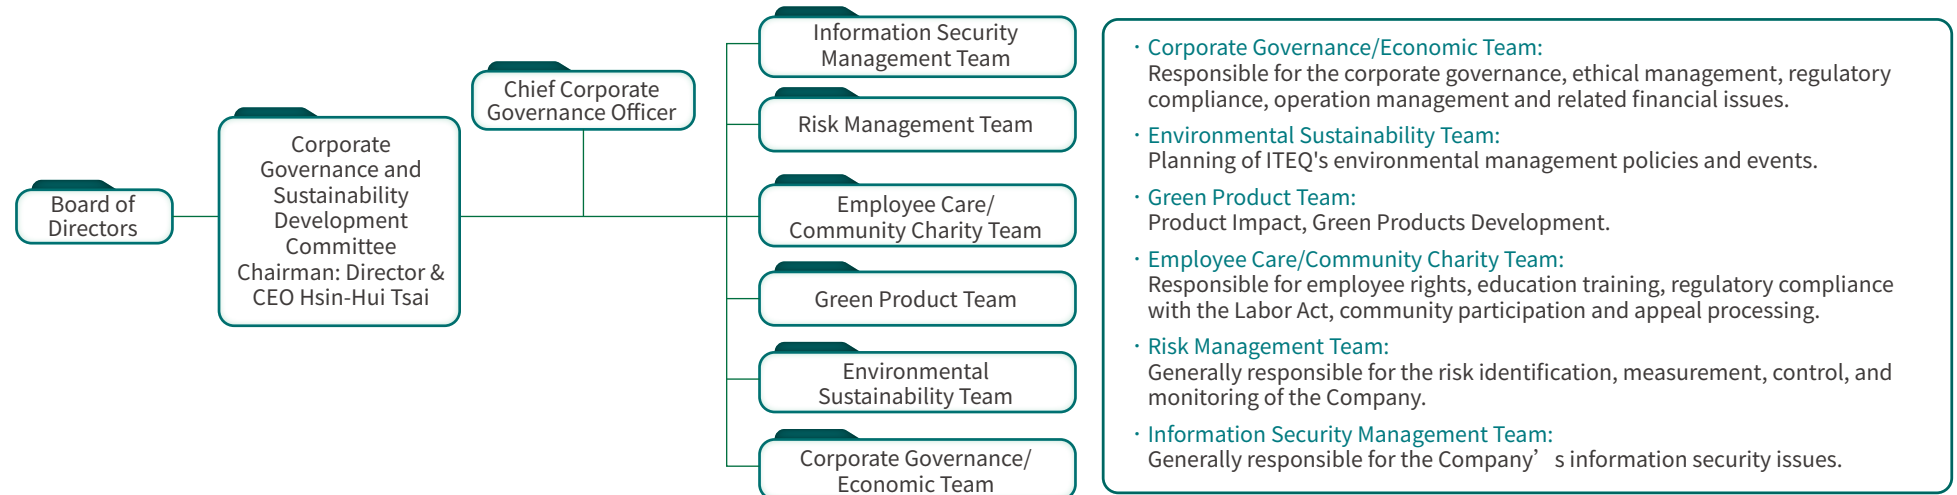 Board of
Directors
Corporate
Governance and
Sustainability
Development
Committee
Chairman: Director &
CEO Hsin-Hui Tsai
Chief Corporate
Governance Officer
Information Security
Management Team
Risk Management Team
Employee Care/
Community Charity Team
Green Product Team
Environmental
Sustainability Team
Corporate Governance/
Economic Team
· Corporate Governance/Economic Team:
Responsible for the corporate governance, ethical management, regulatory
compliance, operation management and related financial issues.
· Environmental Sustainability Team:
Planning of ITEQ's environmental management policies and events.
· Green Product Team:
Product Impact, Green Products Development.
· Employee Care/Community Charity Team:
Responsible for employee rights, education training, regulatory compliance
with the Labor Act, community participation and appeal processing.
· Risk Management Team:
Generally responsible for the risk identification, measurement, control, and
monitoring of the Company.
· Information Security Management Team:
Generally responsible for the Company’ s information security issues.